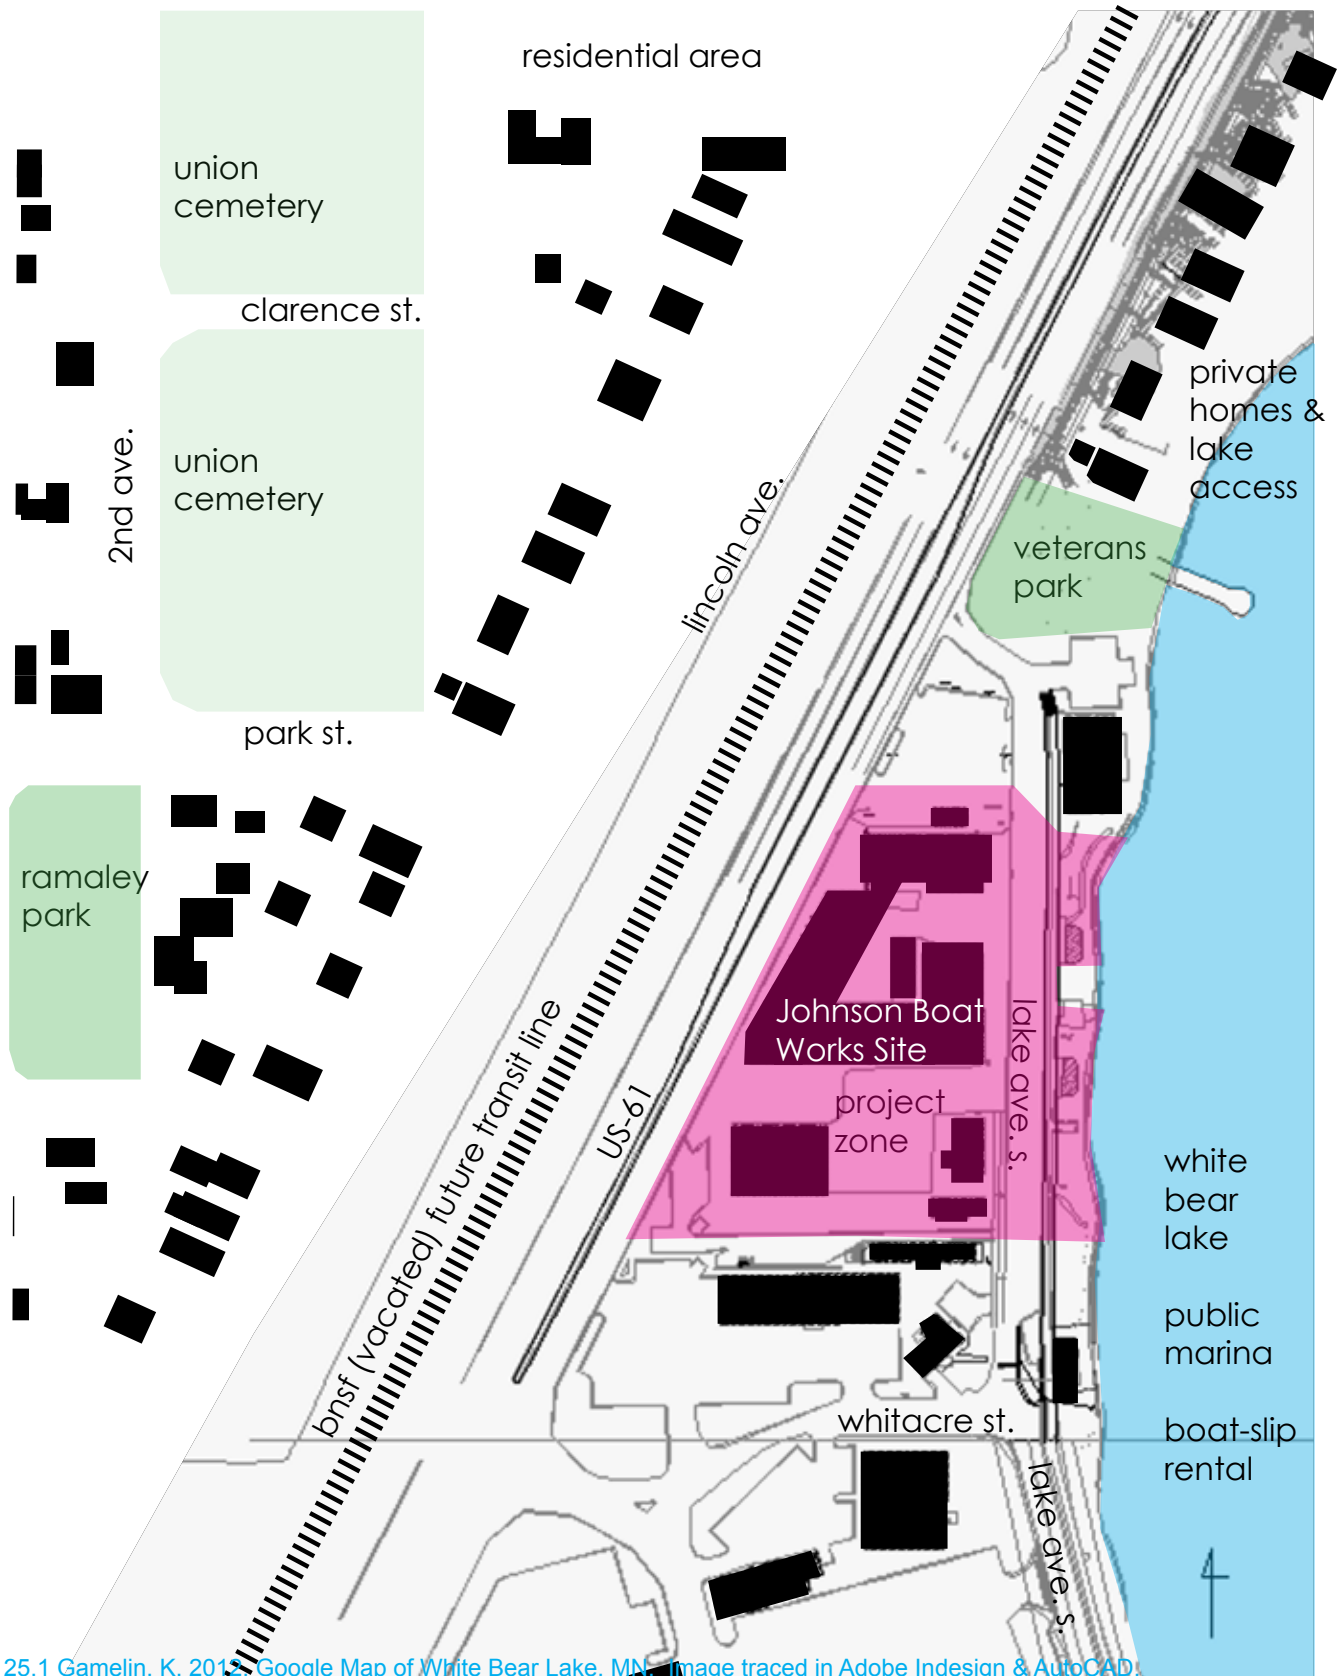 residential area
union
cemetery
clarence st.
private
homes &
lake
access
2nd ave.
union
cemetery
lincoln ave.
veterans
park
park st.
ramaley
park
bnsf (vacated) future transit line
US-61
Johnson Boat
Works Site
lake ave. s.
project
zone
white
bear
lake
public
marina
whitacre st.
boat-slip
rental
lake ave. s.
25.1 Gamelin, K. 2012. Google Map of White Bear Lake, MN. Image traced in Adobe Indesign & AutoCAD.